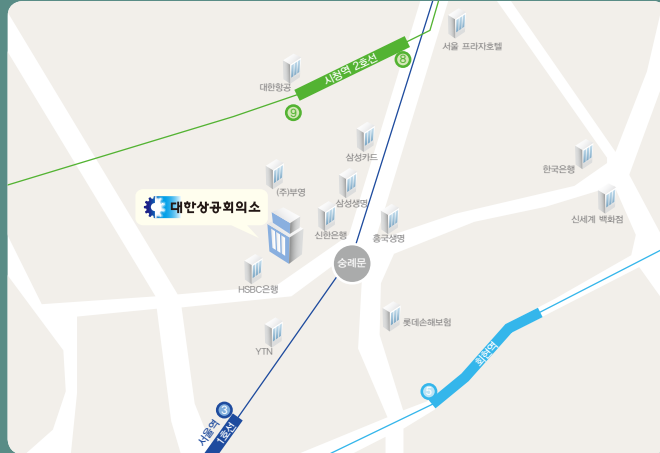 서울 프라자호텔
시청역 2호선
8
대한항공
9
삼성카드
한국은행
(주)부영
삼성생명
대한상공회의소
신한은행
흥국생명
신세계 백화점
숭례문
HSBC은행
롯데손해보험
YTN
회현역
5
3
서울역
1호선